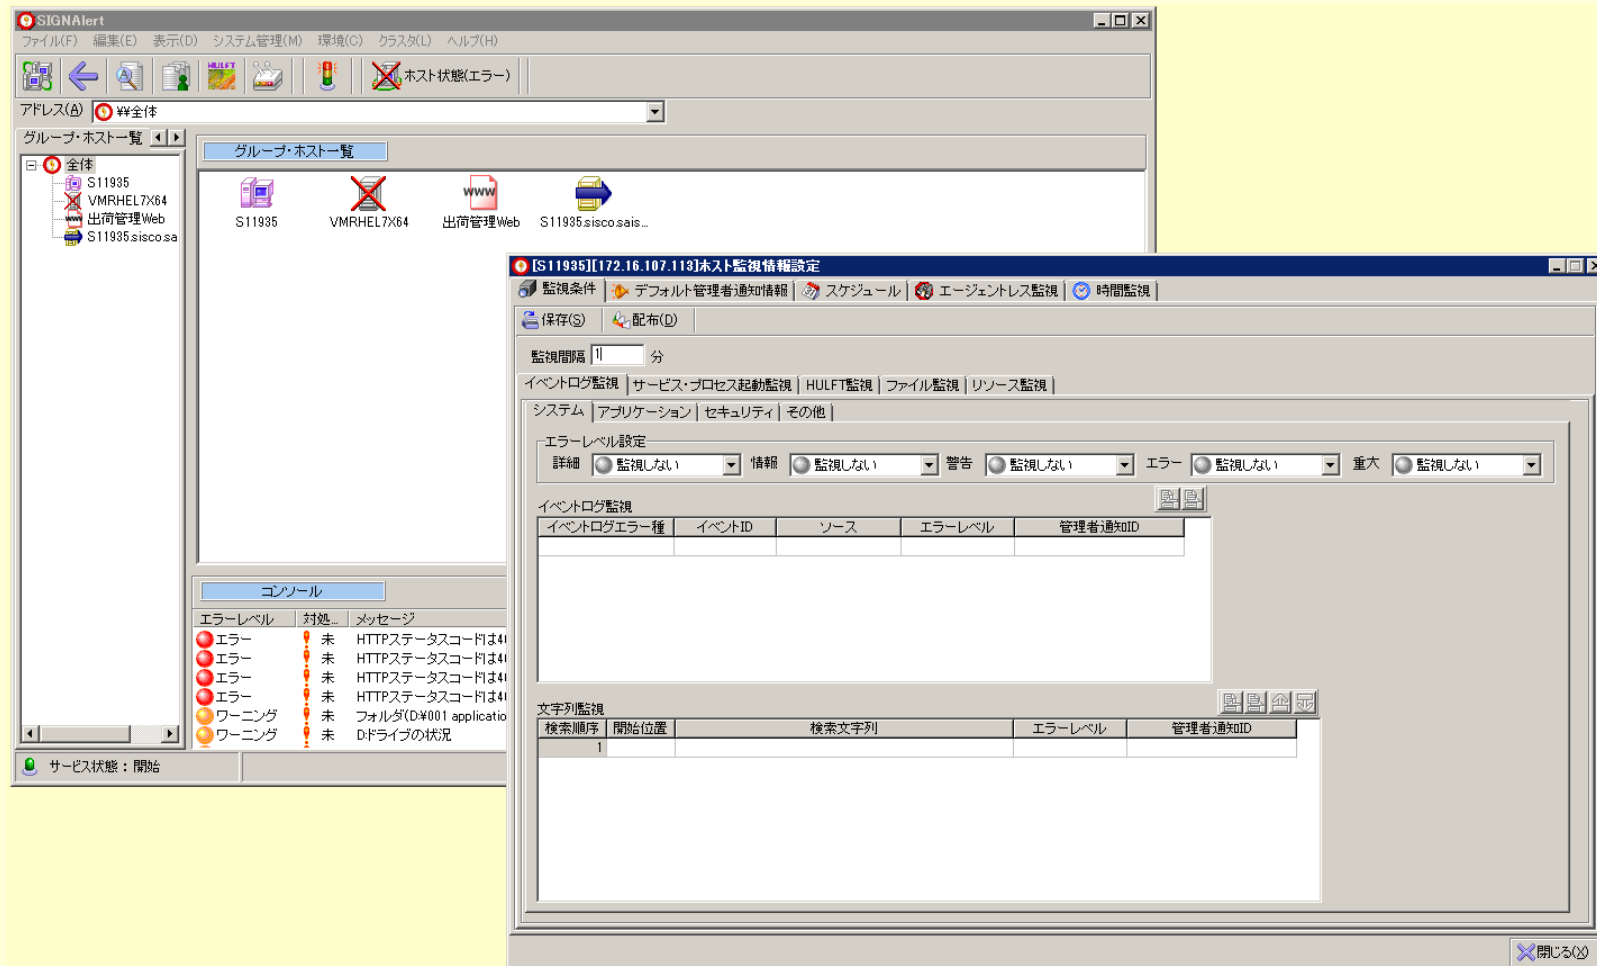 SIGNAlert
ファイル(F) 編集(E) 表示(D) システム管理(M) 環境(C) クラスタ(L) ヘルプ(H)
HULFT
ホスト状態(エラー)
アドレス(A) ¥¥全体
グループ・ホスト一覧
グループ・ホスト一覧
全体
S11935
VMRHEL7X64
出荷管理Web
S11935.sisco.sa
www
S11935 VMRHEL7X64 出荷管理Web S11935.sisco.sais...
コンソール
エラーレベル 対処... メッセージ
エラー 未 HTTPステータスコードは4
エラー 未 HTTPステータスコードは4
エラー 未 HTTPステータスコードは4
エラー 未 HTTPステータスコードは4
ワーニング 未 フォルダ(D:¥001 applicatio
ワーニング 未 D:ドライブの状況
サービス状態:開始
[S11935][172.16.107.113]ホスト監視情報設定
監視条件 デフォルト管理者通知情報 スケジュール エージェントレス監視 時間監視
保存(S) 配布(D)
監視間隔 1 分
イベントログ監視 サービス・プロセス起動監視 HULFT監視 ファイル監視 リソース監視
システム アプリケーション セキュリティ その他
エラーレベル設定
詳細 監視しない 情報 監視しない 警告 監視しない エラー 監視しない 重大 監視しない
イベントログ監視
イベントログエラー種 イベントID ソース エラーレベル 管理者通知ID
文字列監視
検索順序 開始位置 検索文字列 エラーレベル 管理者通知ID
1
閉じる(X)